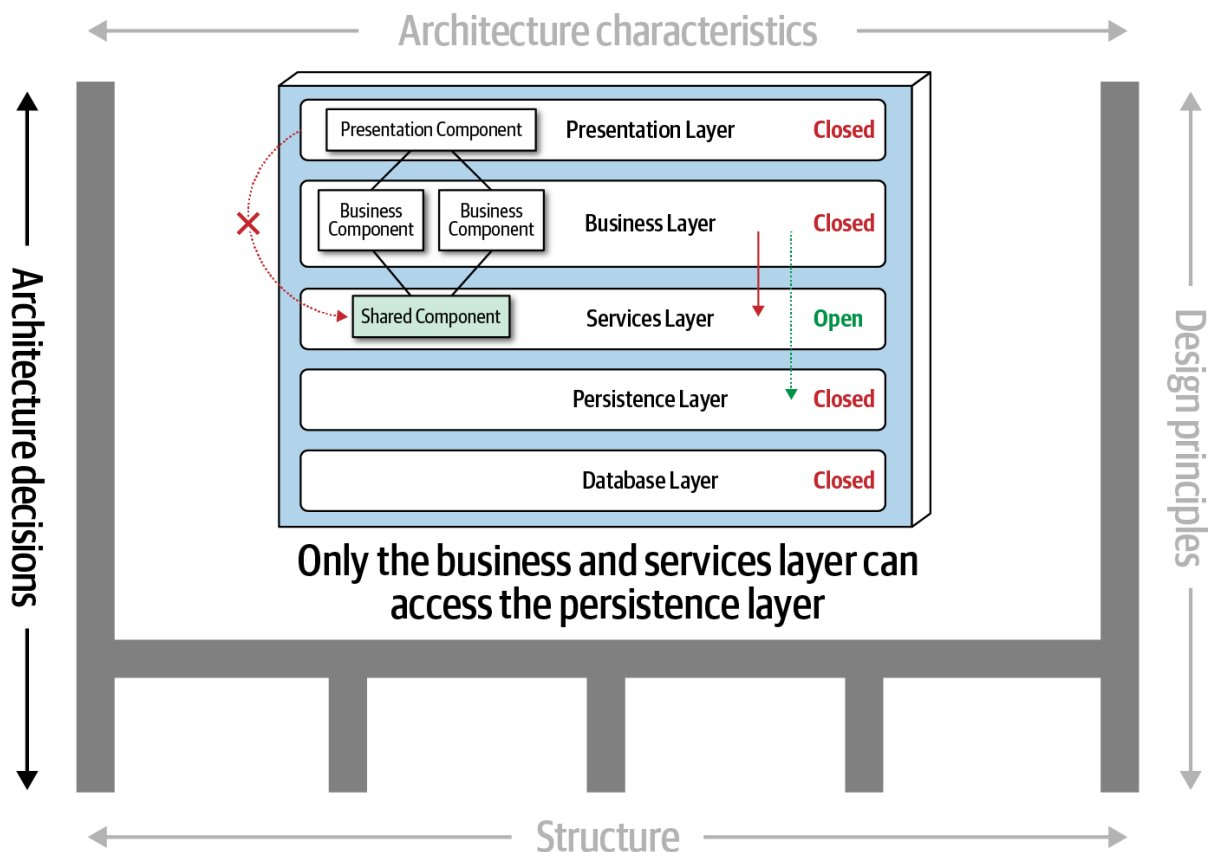 Architecture characteristics
Architecture decisions
Presentation Component
Presentation Layer
Closed
Business
Component
Business
Component
Business Layer
Closed
Shared Component
Services Layer
Open
Persistence Layer
Closed
Database Layer
Closed
Only the business and services layer can
access the persistence layer
Design principles
Structure